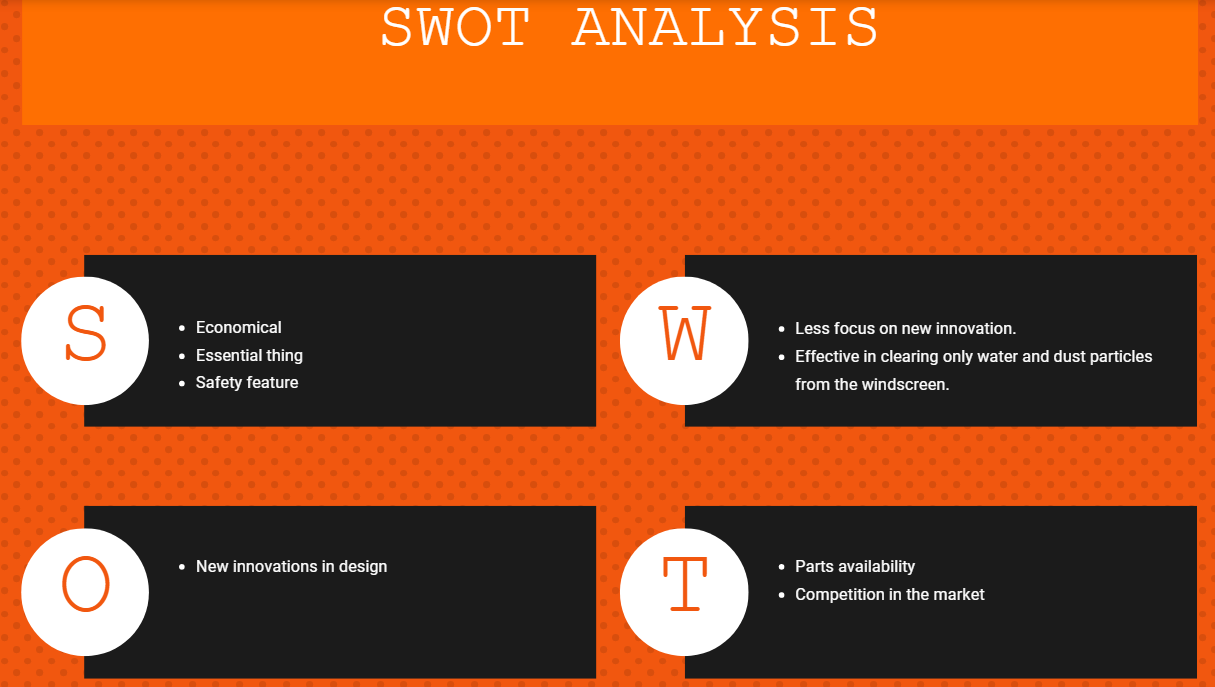 SWOT ANALYSIS
S
• Economical
• Essential thing
• Safety feature
W
• Less focus on new innovation.
• Effective in clearing only water and dust particles
from the windscreen.
O
• New innovations in design
T
• Parts availability
• Competition in the market